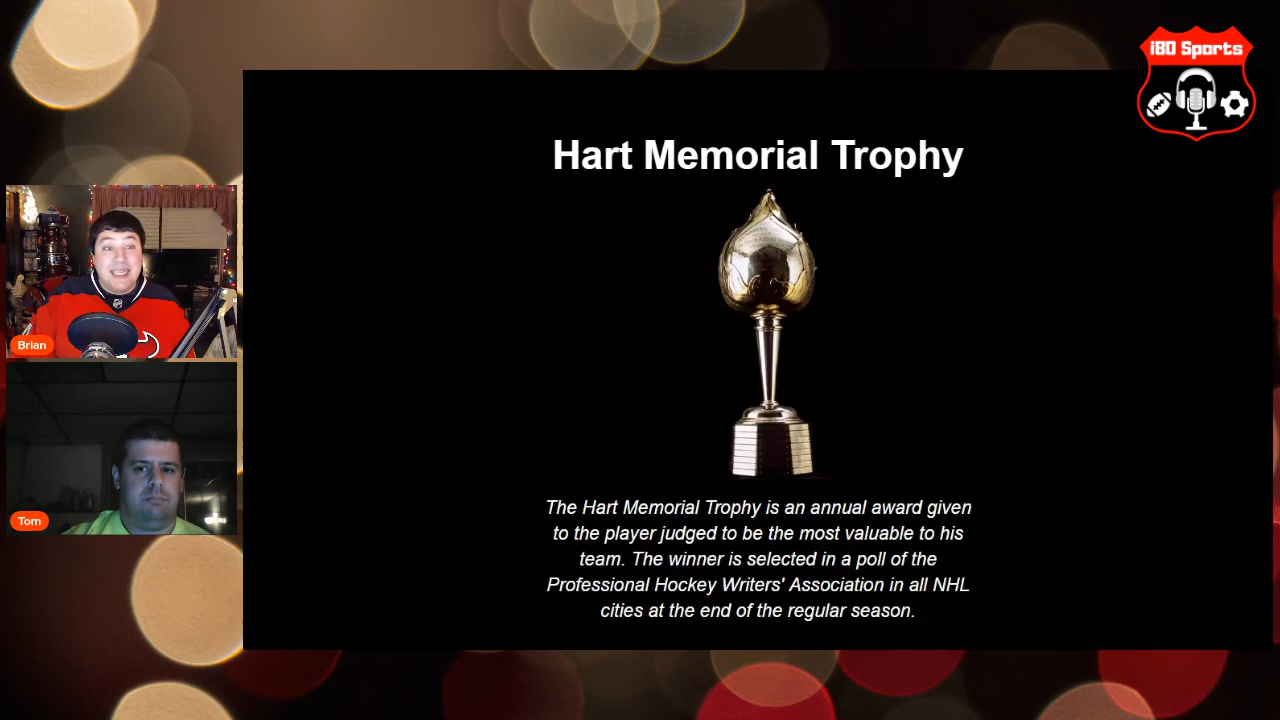 i80 Sports
Hart Memorial Trophy
Brian
Tom
The Hart Memorial Trophy is an annual award given
to the player judged to be the most valuable to his
team. The winner is selected in a poll of the
Professional Hockey Writers' Association in all NHL
cities at the end of the regular season.